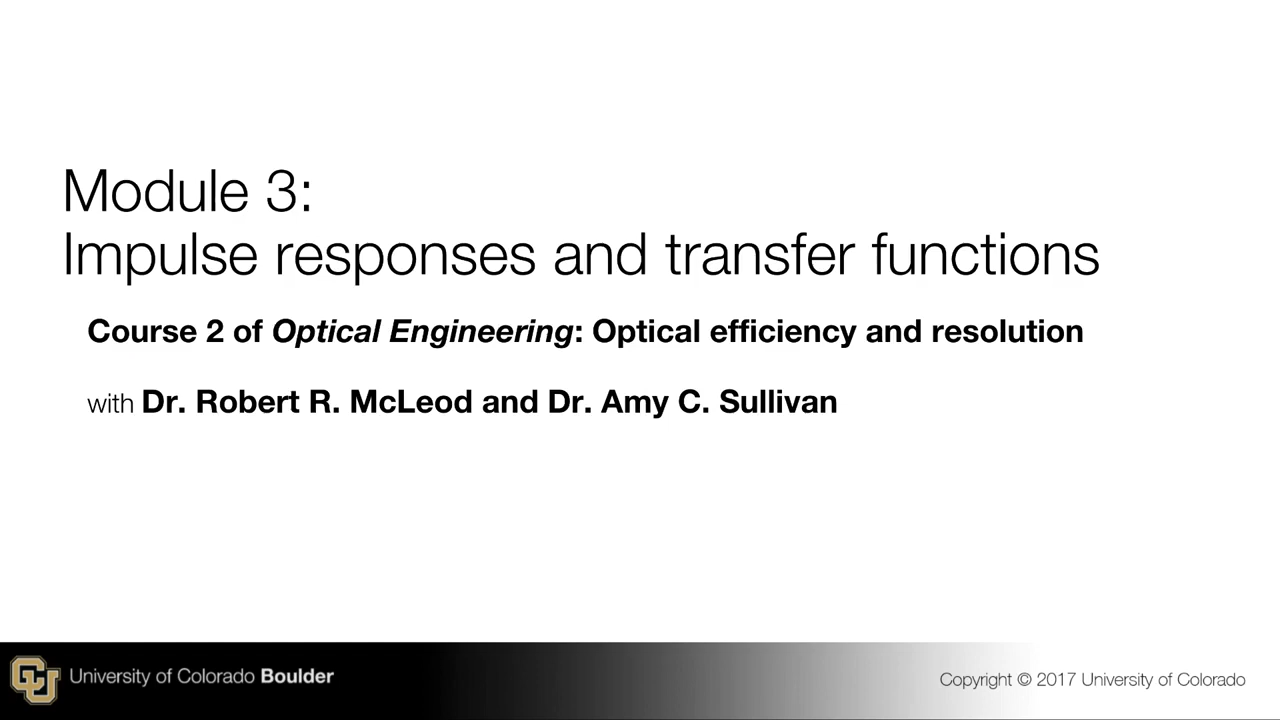 Module 3:
Impulse responses and transfer functions
Course 2 of Optical Engineering: Optical efficiency and resolution
with Dr. Robert R. McLeod and Dr. Amy C. Sullivan
CU
University of Colorado Boulder
Copyright © 2017 University of Colorado